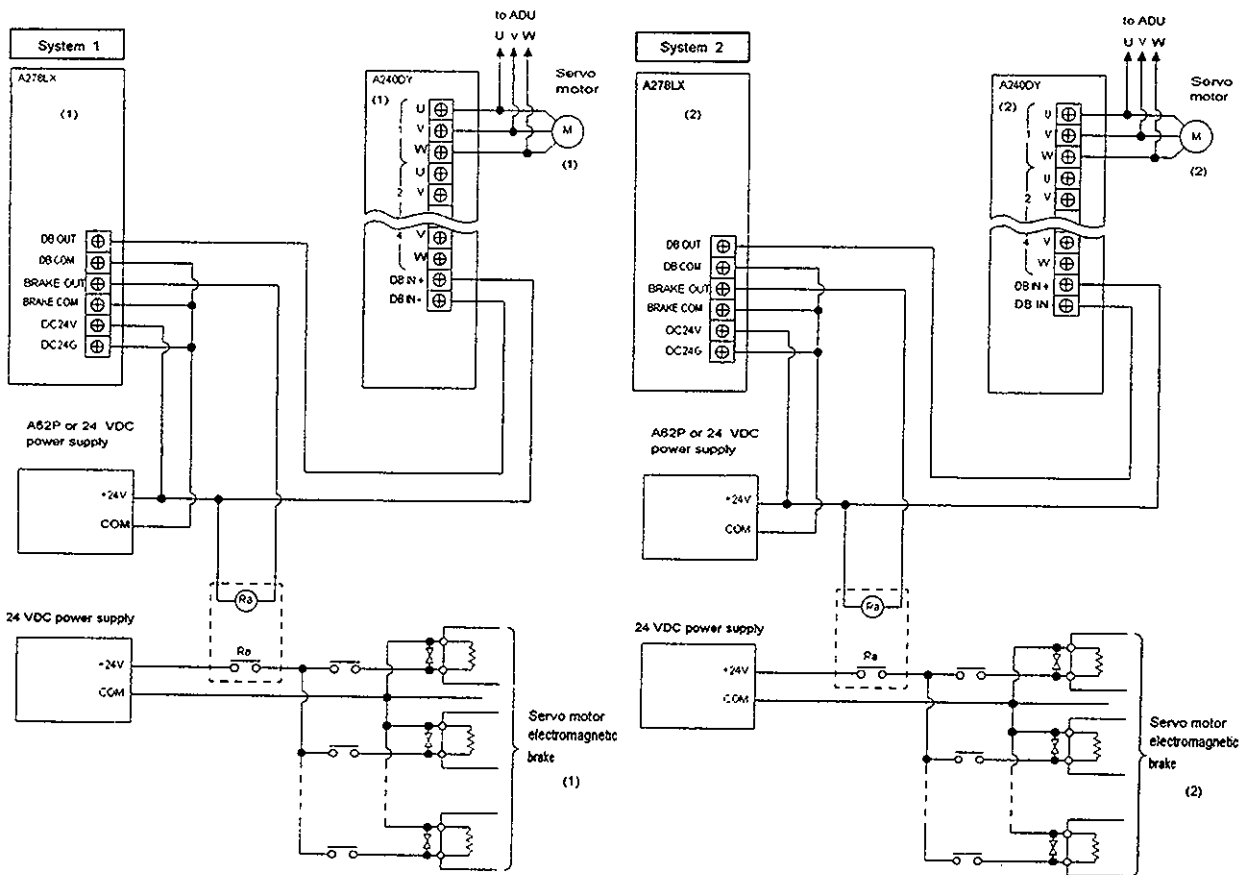 to ADU
U V W
System 1
A278LX
(1)
A240DY
(1)
Servo
motor
U
1
V
W
M
(1)
U
2
V
4
V
W
DB IN+
DB IN-
DB OUT
DB COM
BRAKE OUT
BRAKE COM
DC24V
DC24G
A62P or 24 VDC
power supply
+24V
COM
Ra
24 VDC power supply
+24V
Ra
COM
Servo motor
electromagnetic
brake
(1)
to ADU
U V W
System 2
A278LX
(2)
A240DY
(2)
Servo
motor
U
1
V
W
M
(2)
U
2
V
4
V
W
DB IN+
DB IN
DB OUT
DB COM
BRAKE OUT
BRAKE COM
DC24V
DC24G
A62P or 24 VDC
power supply
+24V
COM
Ra
24 VDC power supply
+24V
Ra
COM
Servo motor
electromagnetic
brake
(2)